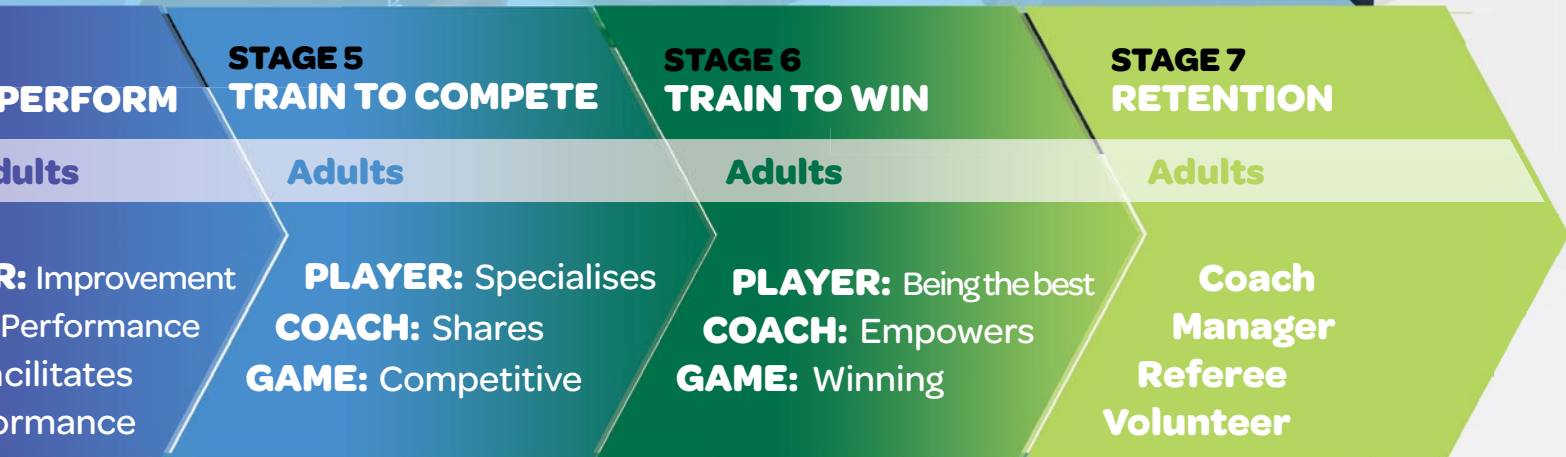 PERFORM
dults
R: Improvement
Performance
acilitates
ormance
STAGE 5
TRAIN TO COMPETE
Adults
PLAYER: Specialises
COACH: Shares
GAME: Competitive
STAGE 6
TRAIN TO WIN
Adults
PLAYER: Being the best
COACH: Empowers
GAME: Winning
STAGE 7
RETENTION
Adults
Coach
Manager
Referee
Volunteer